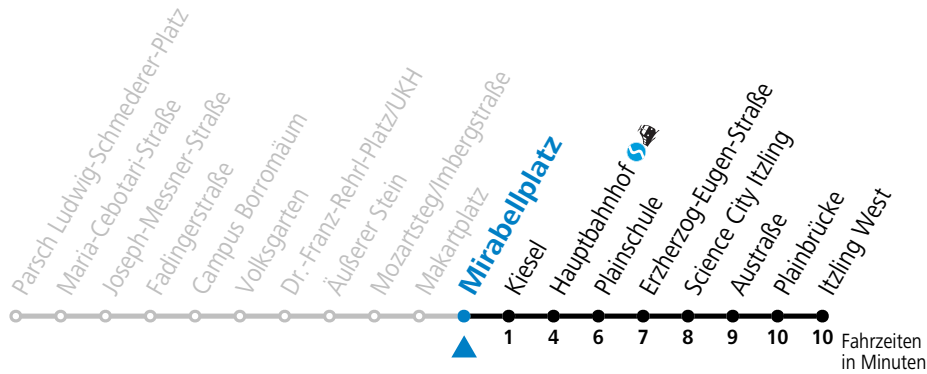 Parsch Ludwig-Schmederer-Platz
Maria-Cebotari-Straße
Joseph-Messner-Straße
Fadingerstraße
Campus Borromäum
Volksgarten
Dr.-Franz-Rehrl-Platz/UKH
Äußerer Stein
Mozartsteg/Imbergstraße
Makartplatz
Mirabellplatz
Kiesel
Hauptbahnhof
Plainschule
Erzherzog-Eugen-Straße
Science City Itzling
Austraße
Plainbrücke
Itzling West
1 4 6 7 8 9 10 10 Fahrzeiten
in Minuten